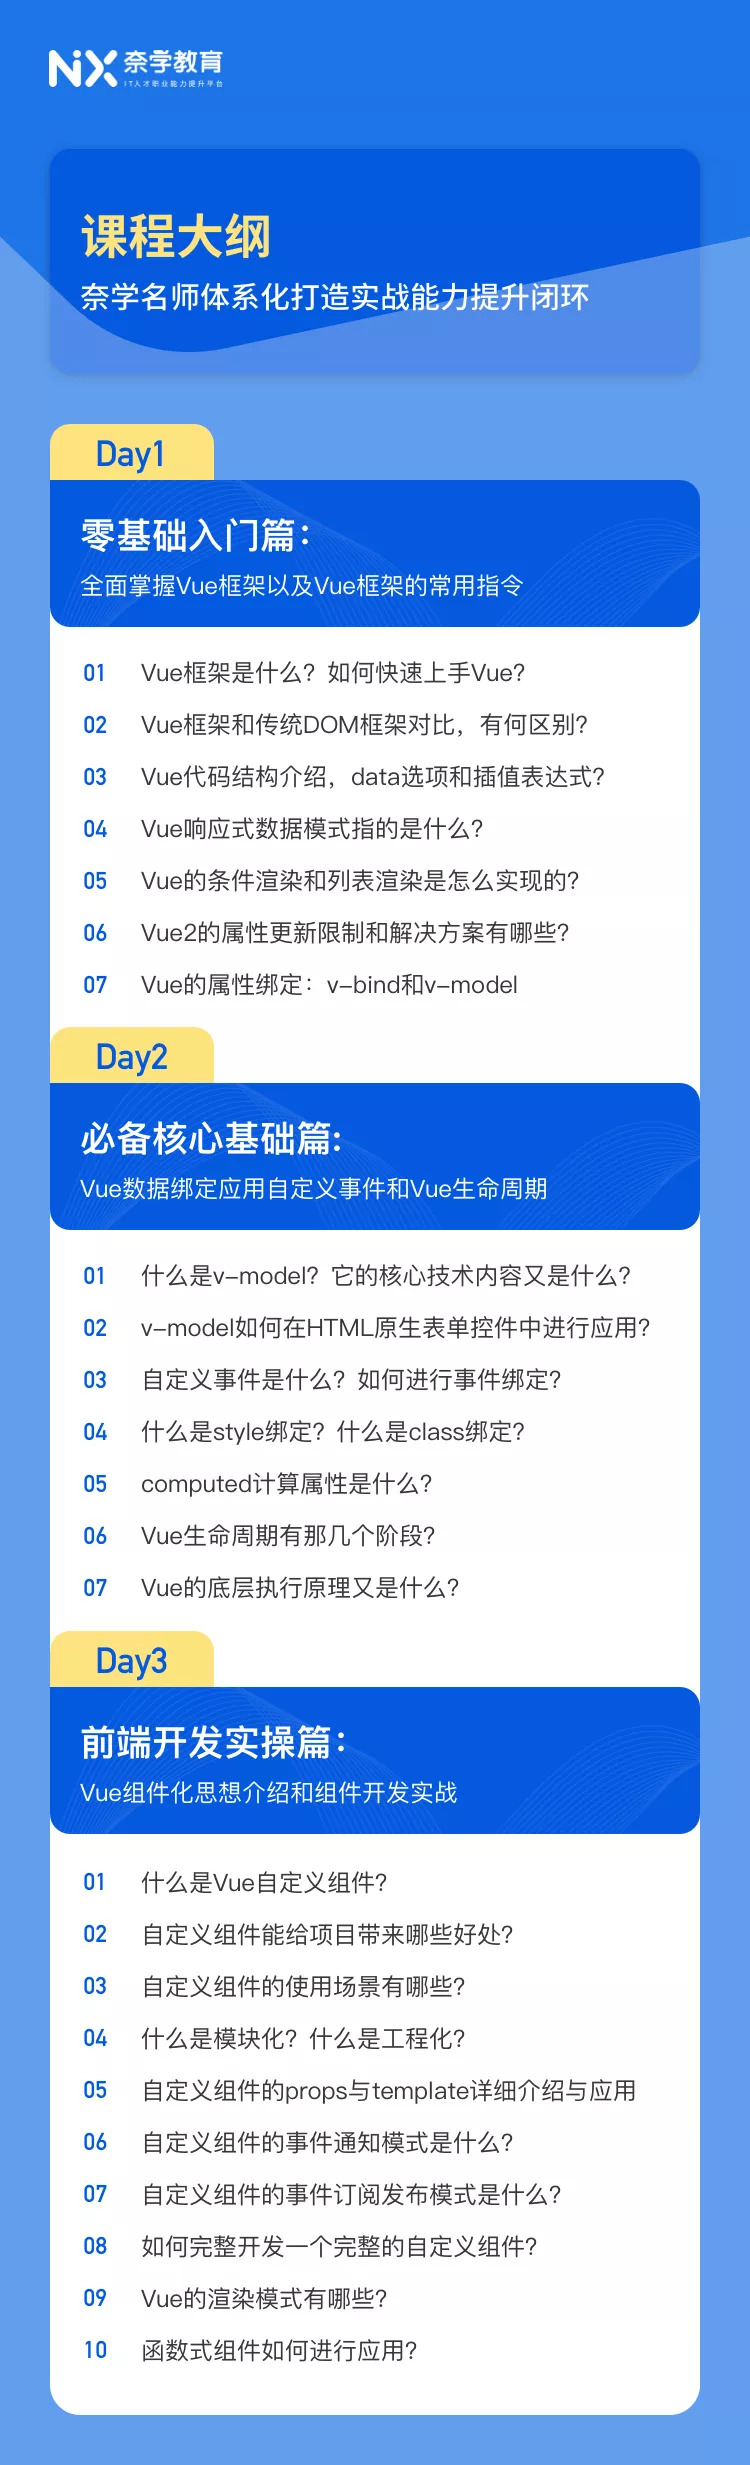 NiX 奈学教育
IT人才职业能力提升平台
课程大纲
奈学名师体系化打造实战能力提升闭环
Day1
零基础入门篇：
全面掌握Vue框架以及Vue框架的常用指令
01 Vue框架是什么？如何快速上手Vue?
02 Vue框架和传统DOM框架对比，有何区别?
03 Vue代码结构介绍，data选项和插值表达式?
04 Vue响应式数据模式指的是什么?
05 Vue的条件渲染和列表渲染是怎么实现的?
06 Vue2的属性更新限制和解决方案有哪些?
07 Vue的属性绑定：v-bind和v-model
Day2
必备核心基础篇:
Vue数据绑定应用自定义事件和Vue生命周期
01 什么是v-model？它的核心技术内容又是什么?
02 v-model如何在HTML原生表单控件中进行应用?
03 自定义事件是什么？如何进行事件绑定?
04 什么是style绑定？什么是class绑定?
05 computed计算属性是什么?
06 Vue生命周期有那几个阶段?
07 Vue的底层执行原理又是什么?
Day3
前端开发实操篇：
Vue组件化思想介绍和组件开发实战
01 什么是Vue自定义组件?
02 自定义组件能给项目带来哪些好处?
03 自定义组件的使用场景有哪些?
04 什么是模块化？什么是工程化?
05 自定义组件的props与template详细介绍与应用
06 自定义组件的事件通知模式是什么?
07 自定义组件的事件订阅发布模式是什么?
08 如何完整开发一个完整的自定义组件?
09 Vue的渲染模式有哪些?
10 函数式组件如何进行应用?